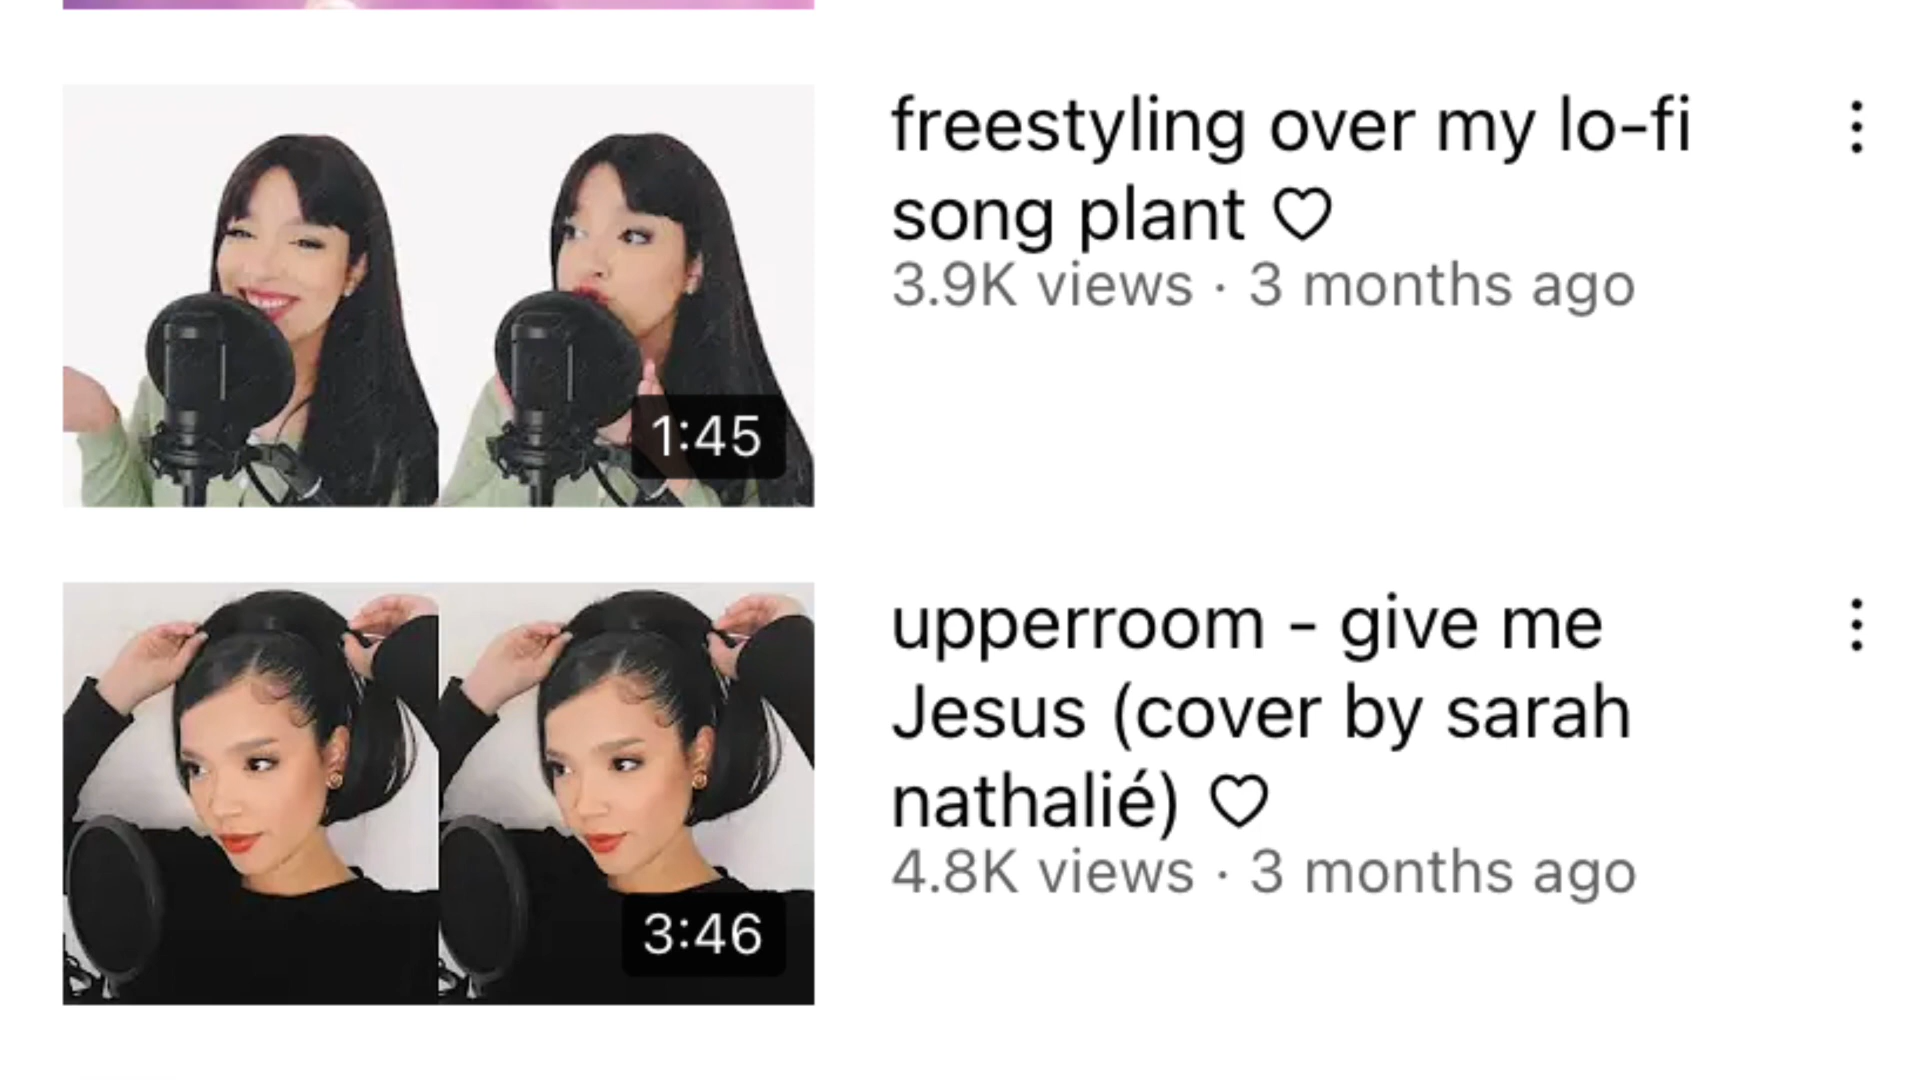 freestyling over my lo-fi
song plant ♡
3.9K views · 3 months ago
1:45
upperroom - give me
Jesus (cover by sarah
nathalié) ♡
4.8K views · 3 months ago
3:46